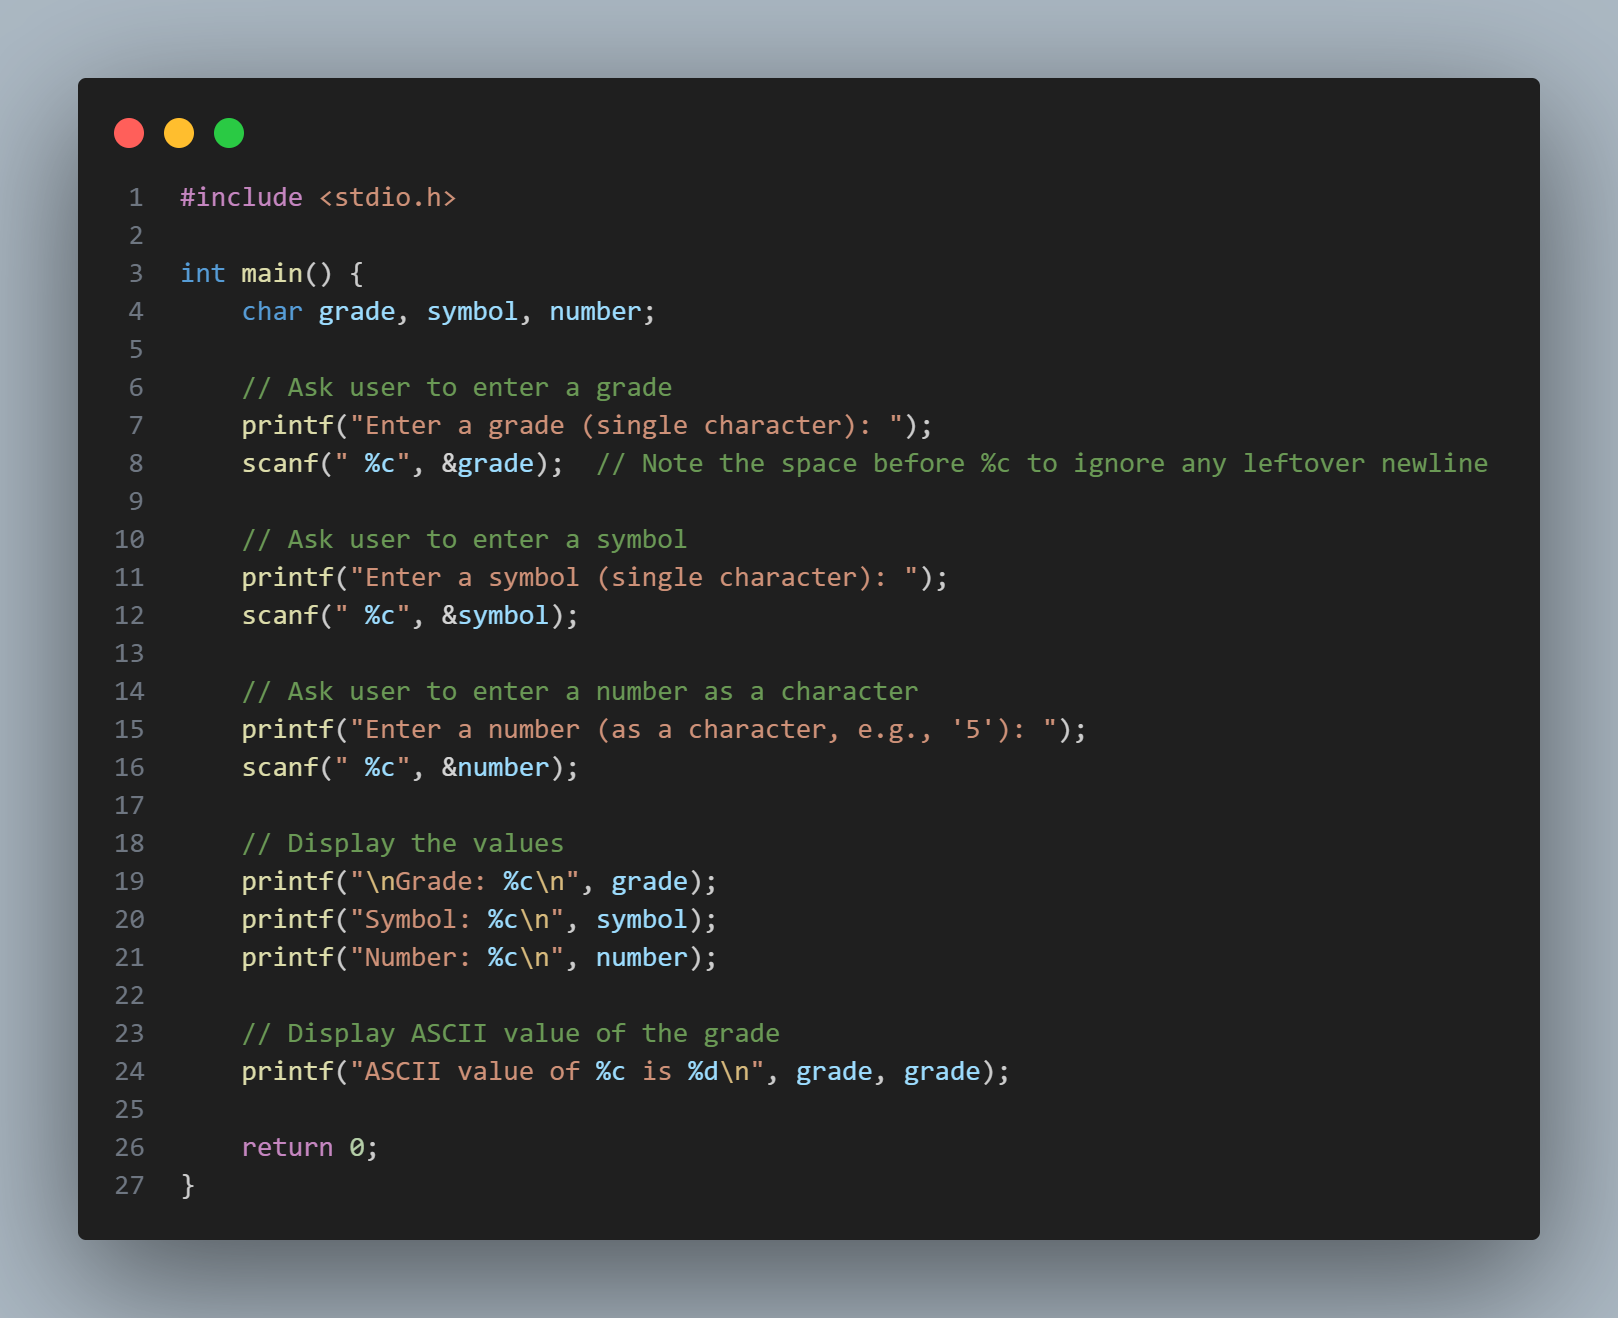 1 #include <stdio.h>
2
3 int main() {
4     char grade, symbol, number;
5
6     // Ask user to enter a grade
7     printf("Enter a grade (single character): ");
8     scanf(" %c", &grade);  // Note the space before %c to ignore any leftover newline
9
10     // Ask user to enter a symbol
11     printf("Enter a symbol (single character): ");
12     scanf(" %c", &symbol);
13
14     // Ask user to enter a number as a character
15     printf("Enter a number (as a character, e.g., '5'): ");
16     scanf(" %c", &number);
17
18     // Display the values
19     printf("\nGrade: %c\n", grade);
20     printf("Symbol: %c\n", symbol);
21     printf("Number: %c\n", number);
22
23     // Display ASCII value of the grade
24     printf("ASCII value of %c is %d\n", grade, grade);
25
26     return 0;
27 }